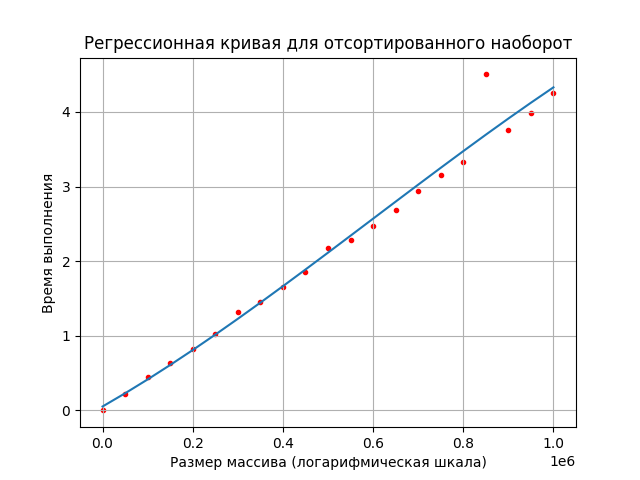 Регрессионная кривая для отсортированного наоборот
4
3
2
1
0
Время выполнения
0.0 0.2 0.4 0.6 0.8 1.0
1e6
Размер массива (логарифмическая шкала)